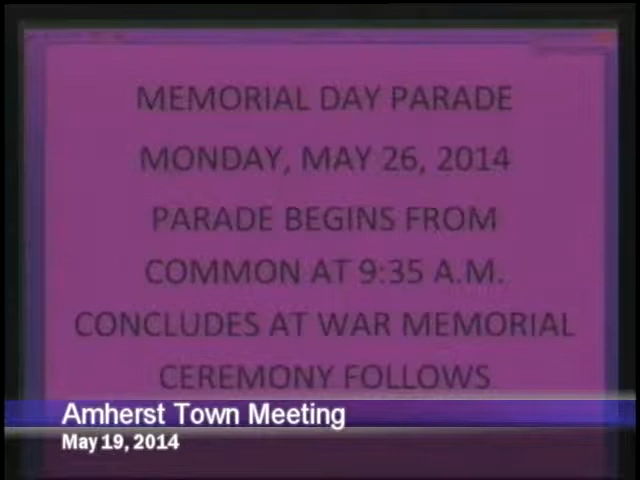 MEMORIAL DAY PARADE
MONDAY, MAY 26, 2014
PARADE BEGINS FROM
COMMON AT 9:35 A.M.
CONCLUDES AT WAR MEMORIAL
CEREMONY FOLLOWS
Amherst Town Meeting
May 19, 2014